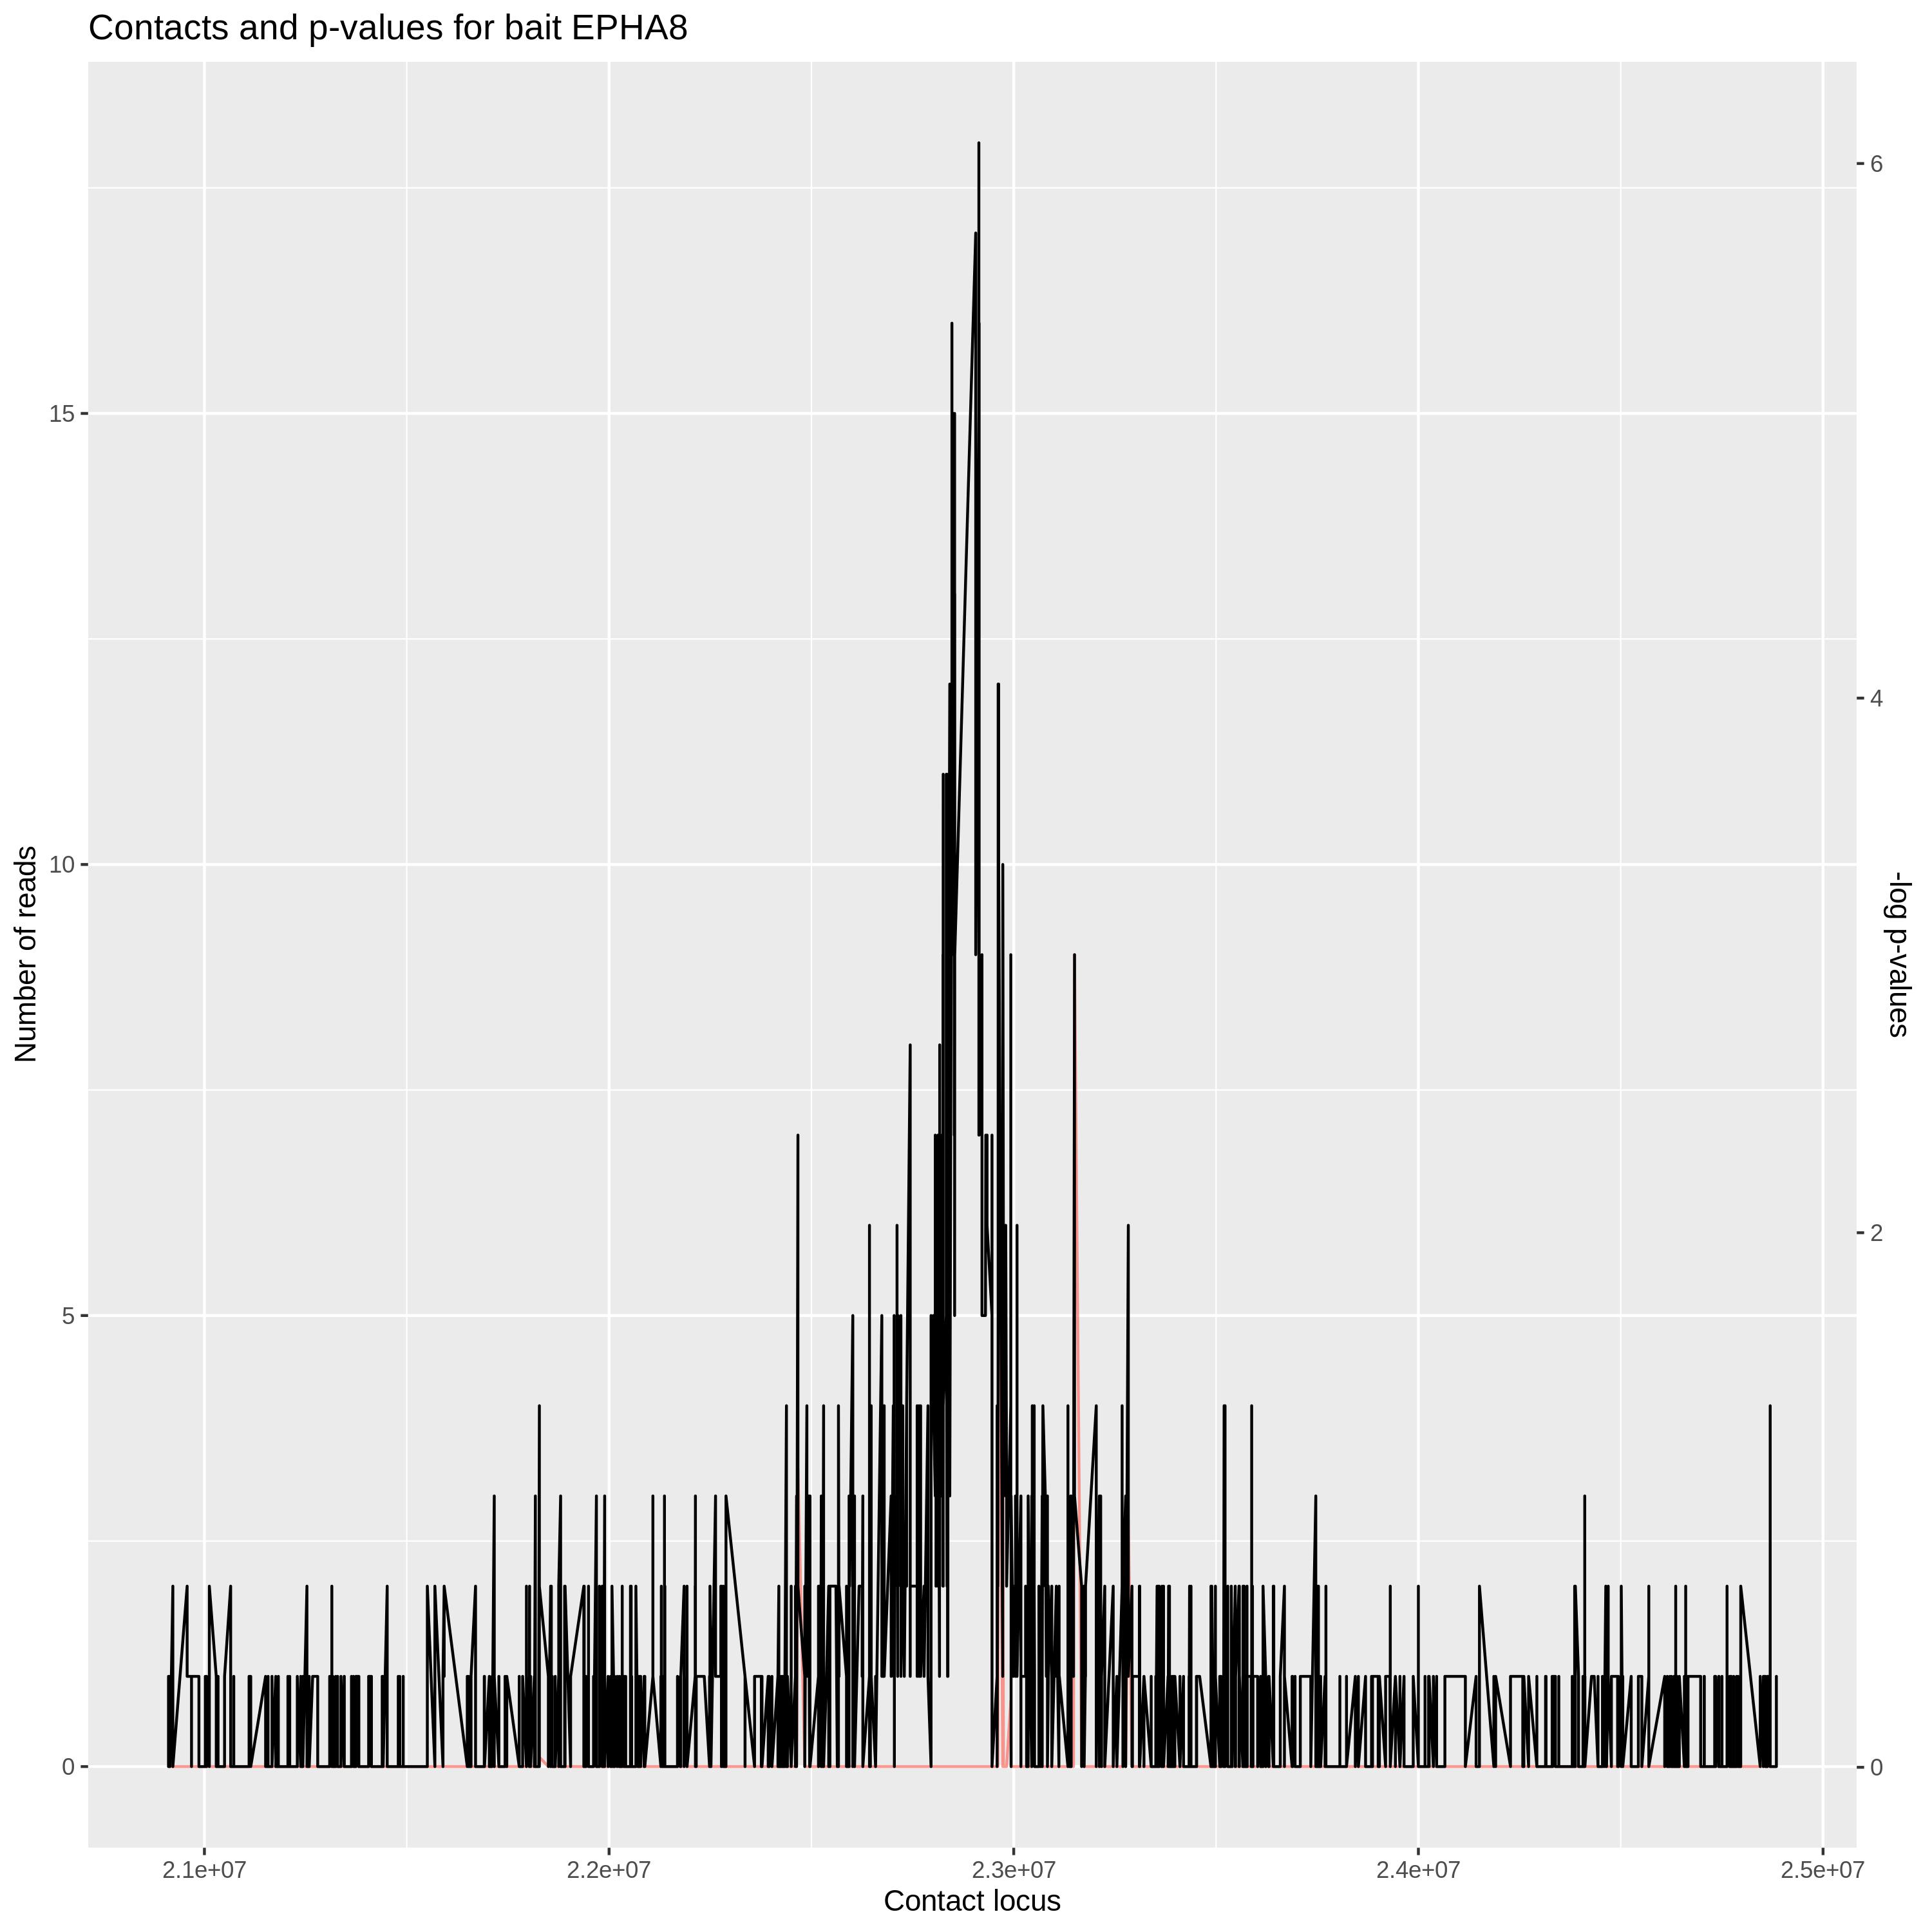 Contacts and p-values for bait EPHA8
Number of reads
15
10
5
0
6
4
2
0
-log p-values
2.1e+07 2.2e+07 2.3e+07 2.4e+07 2.5e+07
Contact locus